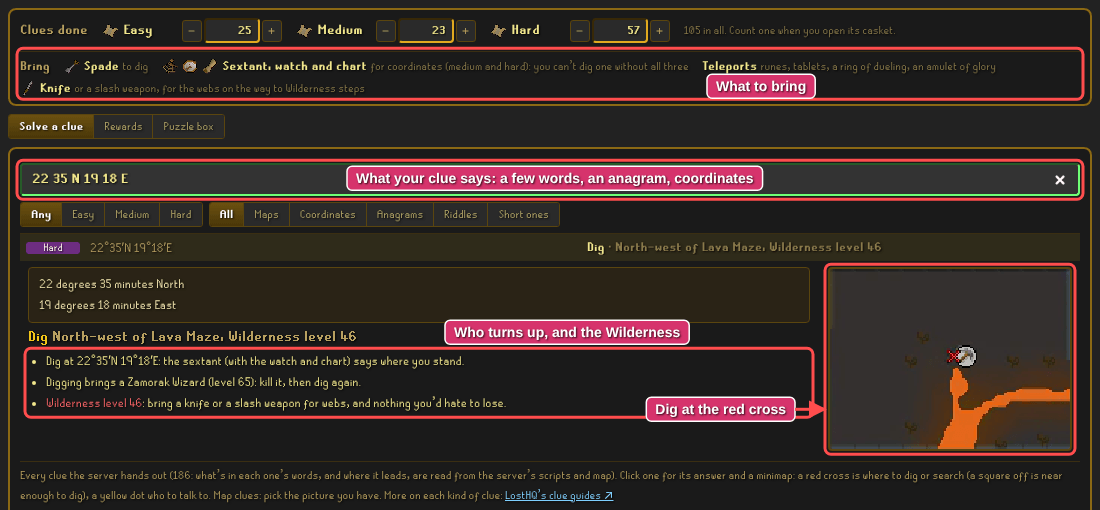 Clues done Easy − 25 + Medium − 23 + Hard − 57 + 105 in all. Count one when you open its casket.
Bring Spade to dig Sextant, watch and chart for coordinates (medium and hard): you can't dig one without all three Teleports runes, tablets, a ring of dueling, an amulet of glory
Knife or a slash weapon, for the webs on the way to Wilderness steps
What to bring
Solve a clue Rewards Puzzle box
22 35 N 19 18 E
What your clue says: a few words, an anagram, coordinates
×
Any Easy Medium Hard All Maps Coordinates Anagrams Riddles Short ones
Hard 22°35'N 19°18'E Dig · North-west of Lava Maze, Wilderness level 46
22 degrees 35 minutes North
19 degrees 18 minutes East
Who turns up, and the Wilderness
Dig North-west of Lava Maze, Wilderness level 46
• Dig at 22°35'N 19°18'E: the sextant (with the watch and chart) says where you stand.
• Digging brings a Zamorak Wizard (level 65): kill it, then dig again.
• Wilderness level 46: bring a knife or a slash weapon for webs, and nothing you'd hate to lose.
Dig at the red cross
Every clue the server hands out (186: what's in each one's words, and where it leads, are read from the server's scripts and map). Click one for its answer and a minimap: a red cross is where to dig or search (a square off is near
enough to dig), a yellow dot who to talk to. Map clues: pick the picture you have. More on each kind of clue: LostHQ's clue guides ↗